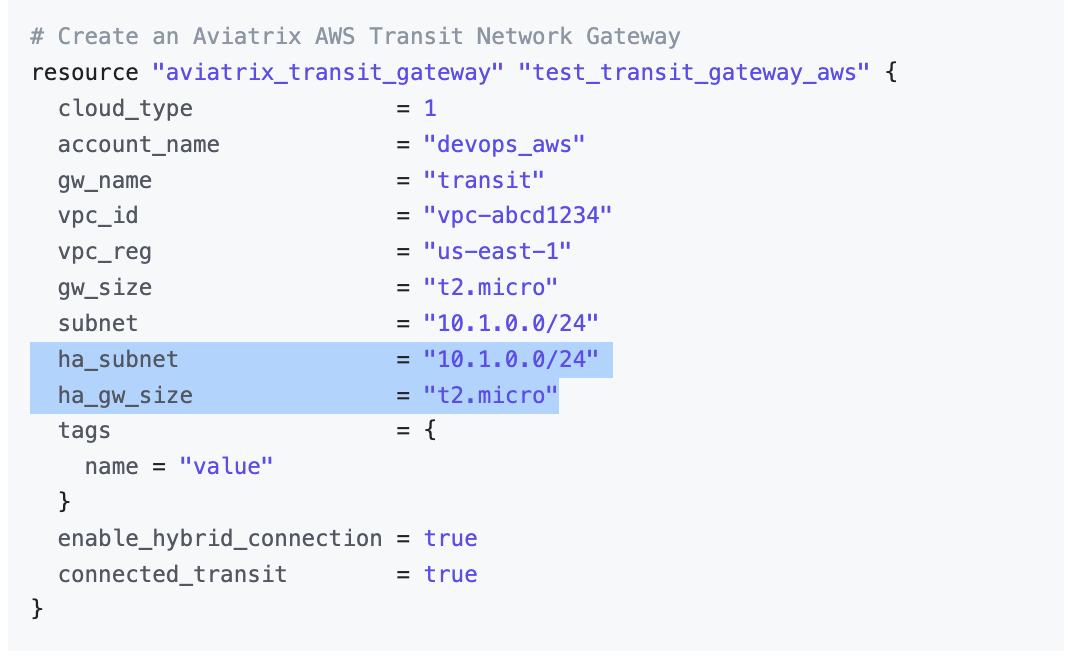 # Create an Aviatrix AWS Transit Network Gateway
resource "aviatrix_transit_gateway" "test_transit_gateway_aws" {
  cloud_type               = 1
  account_name             = "devops_aws"
  gw_name                  = "transit"
  vpc_id                   = "vpc-abcd1234"
  vpc_reg                  = "us-east-1"
  gw_size                  = "t2.micro"
  subnet                   = "10.1.0.0/24"
  ha_subnet                = "10.1.0.0/24"
  ha_gw_size               = "t2.micro"
  tags                     = {
    name = "value"
  }
  enable_hybrid_connection = true
  connected_transit        = true
}